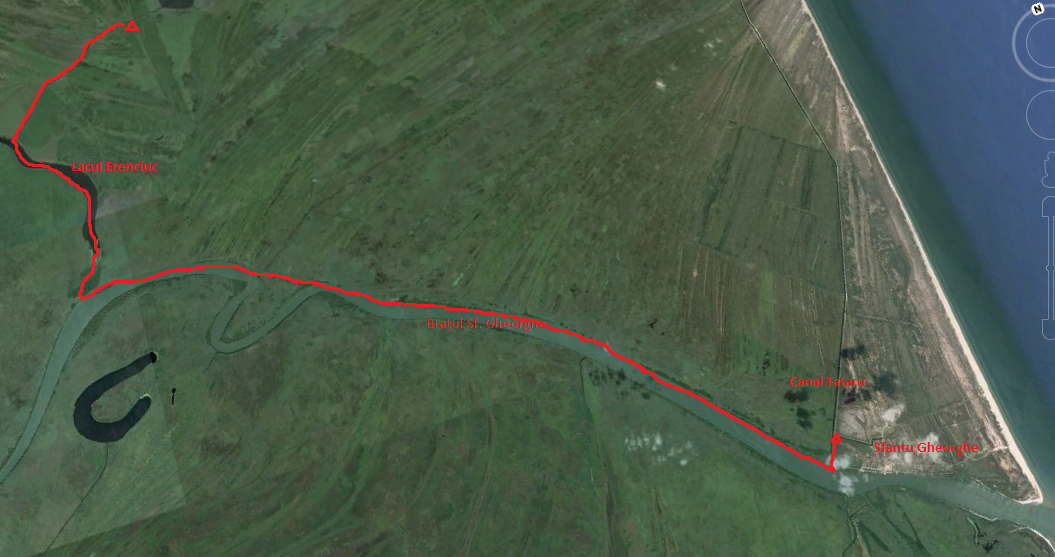 N
Lacul Erenciuc
Bratul Sf. Gheorghe
Canal Tataru
Sfantu Gheorghe